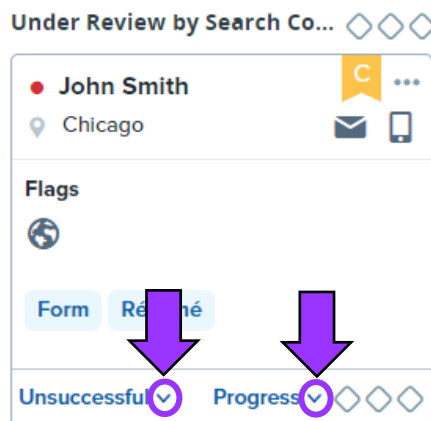 Under Review by Search Co...
C
John Smith
Chicago
Flags
Form
Unsuccessful Progress